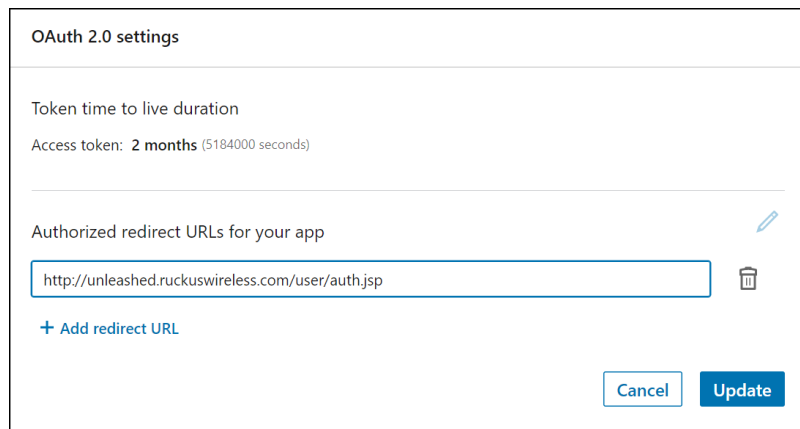 OAuth 2.0 settings
Token time to live duration
Access token: 2 months (5184000 seconds)
Authorized redirect URLs for your app
http://unleashed.ruckuswireless.com/user/auth.jsp
+ Add redirect URL
Cancel Update